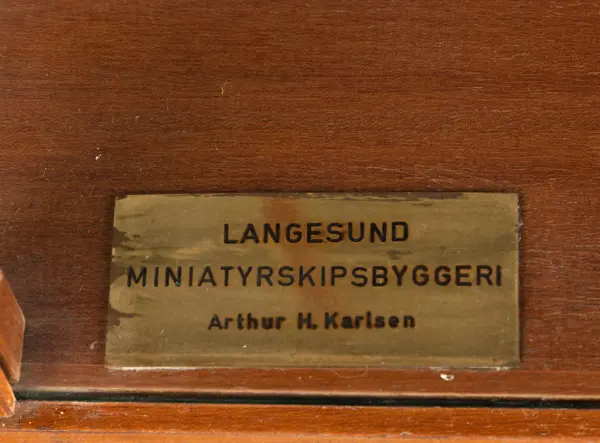 LANGESUND
MINIATYRSKIPSBYGGERI
Arthur H. Karlsen